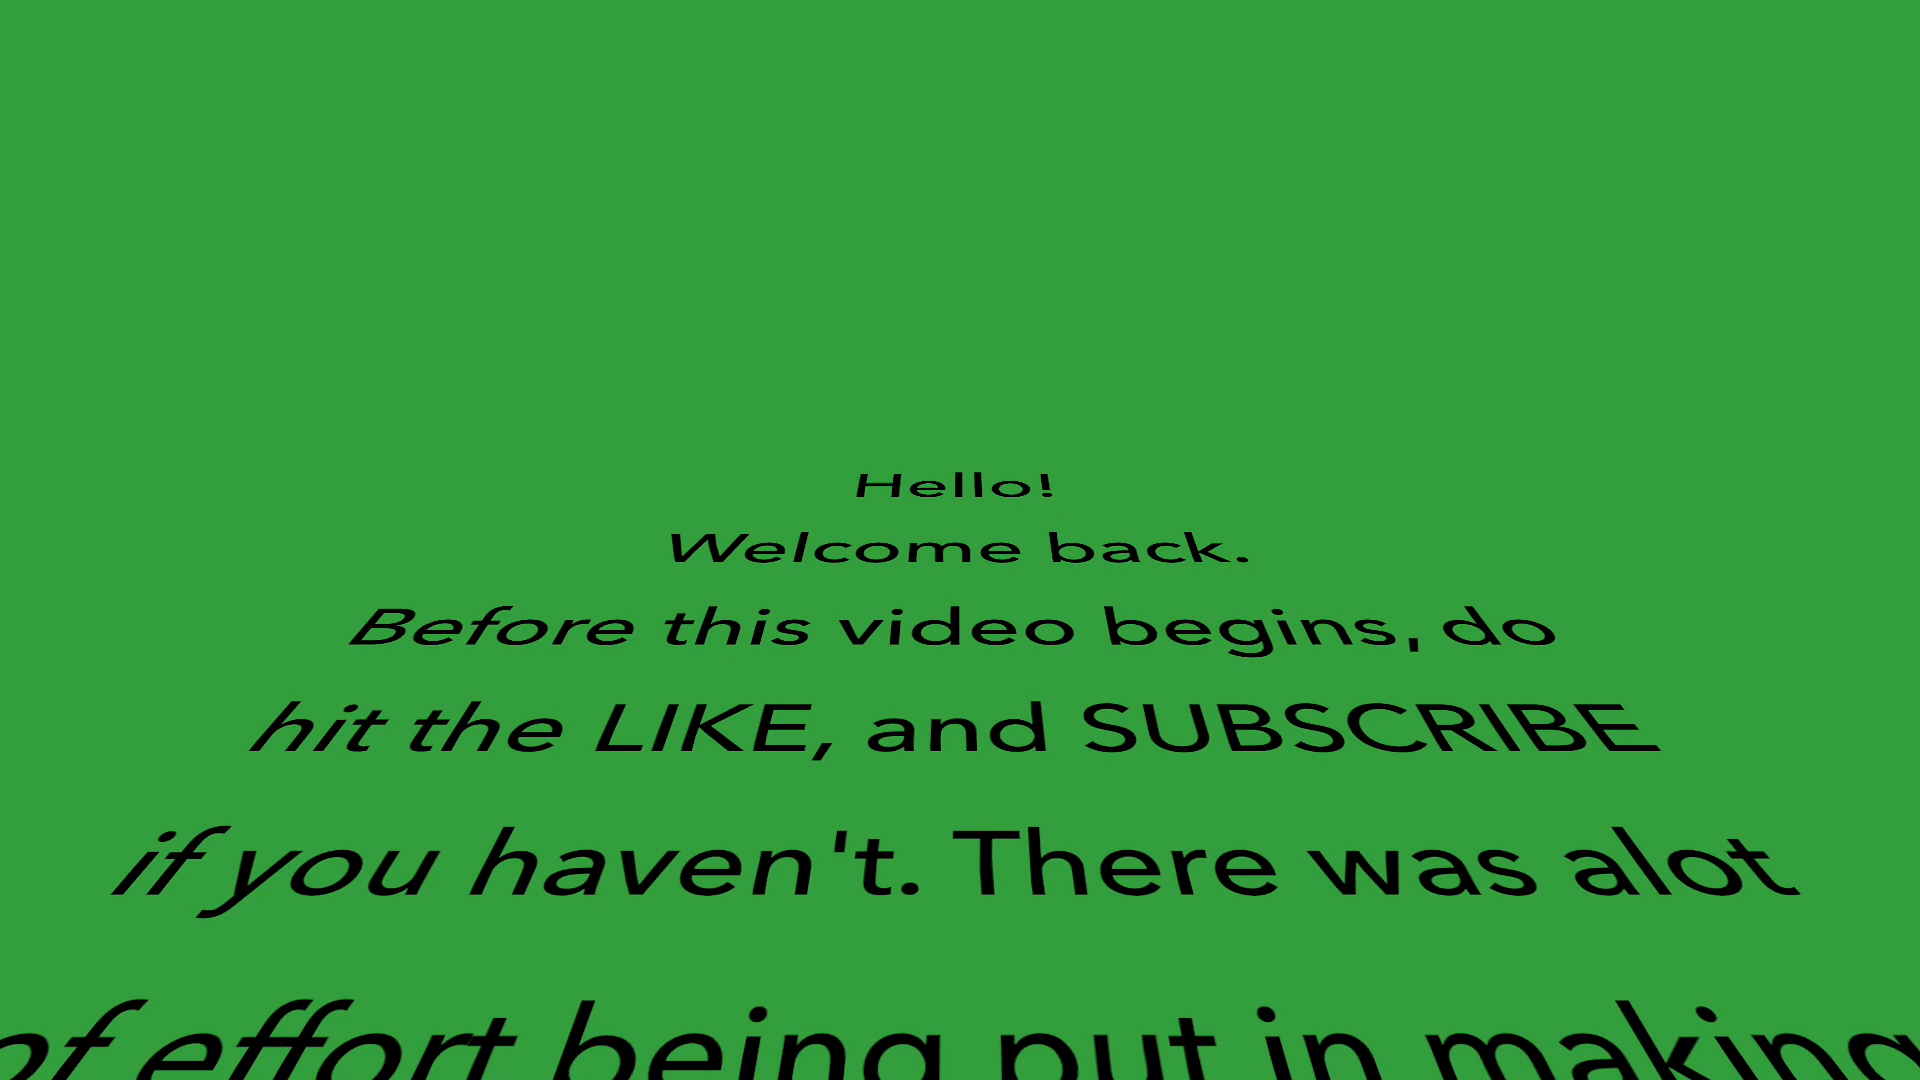 Hello!
Welcome back.
Before this video begins, do
hit the LIKE, and SUBSCRIBE
if you haven't. There was alot
of effort being put in making